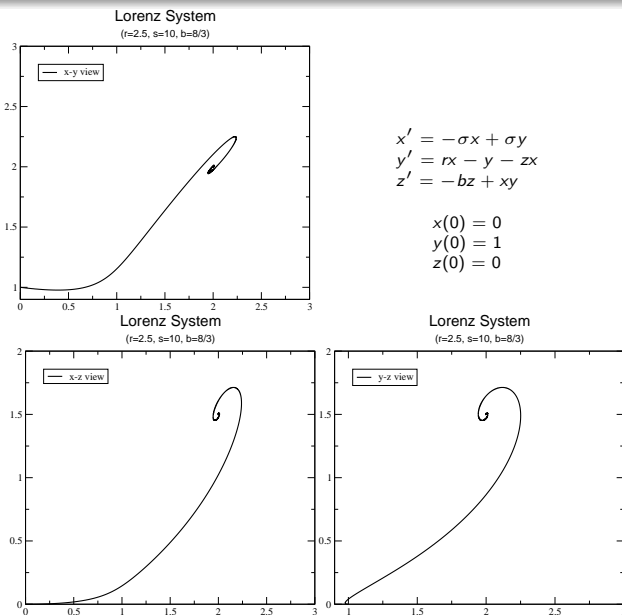 Lorenz System
(r=2.5, s=10, b=8/3)
3
2.5
2
1.5
1
x-y view
0 0.5 1 1.5 2 2.5 3
x′ = −σx + σy
y′ = rx − y − zx
z′ = −bz + xy
x(0) = 0
y(0) = 1
z(0) = 0
Lorenz System
(r=2.5, s=10, b=8/3)
2
1.5
1
0.5
0
x-z view
0 0.5 1 1.5 2 2.5 3
Lorenz System
(r=2.5, s=10, b=8/3)
2
1.5
1
0.5
0
y-z view
1 1.5 2 2.5